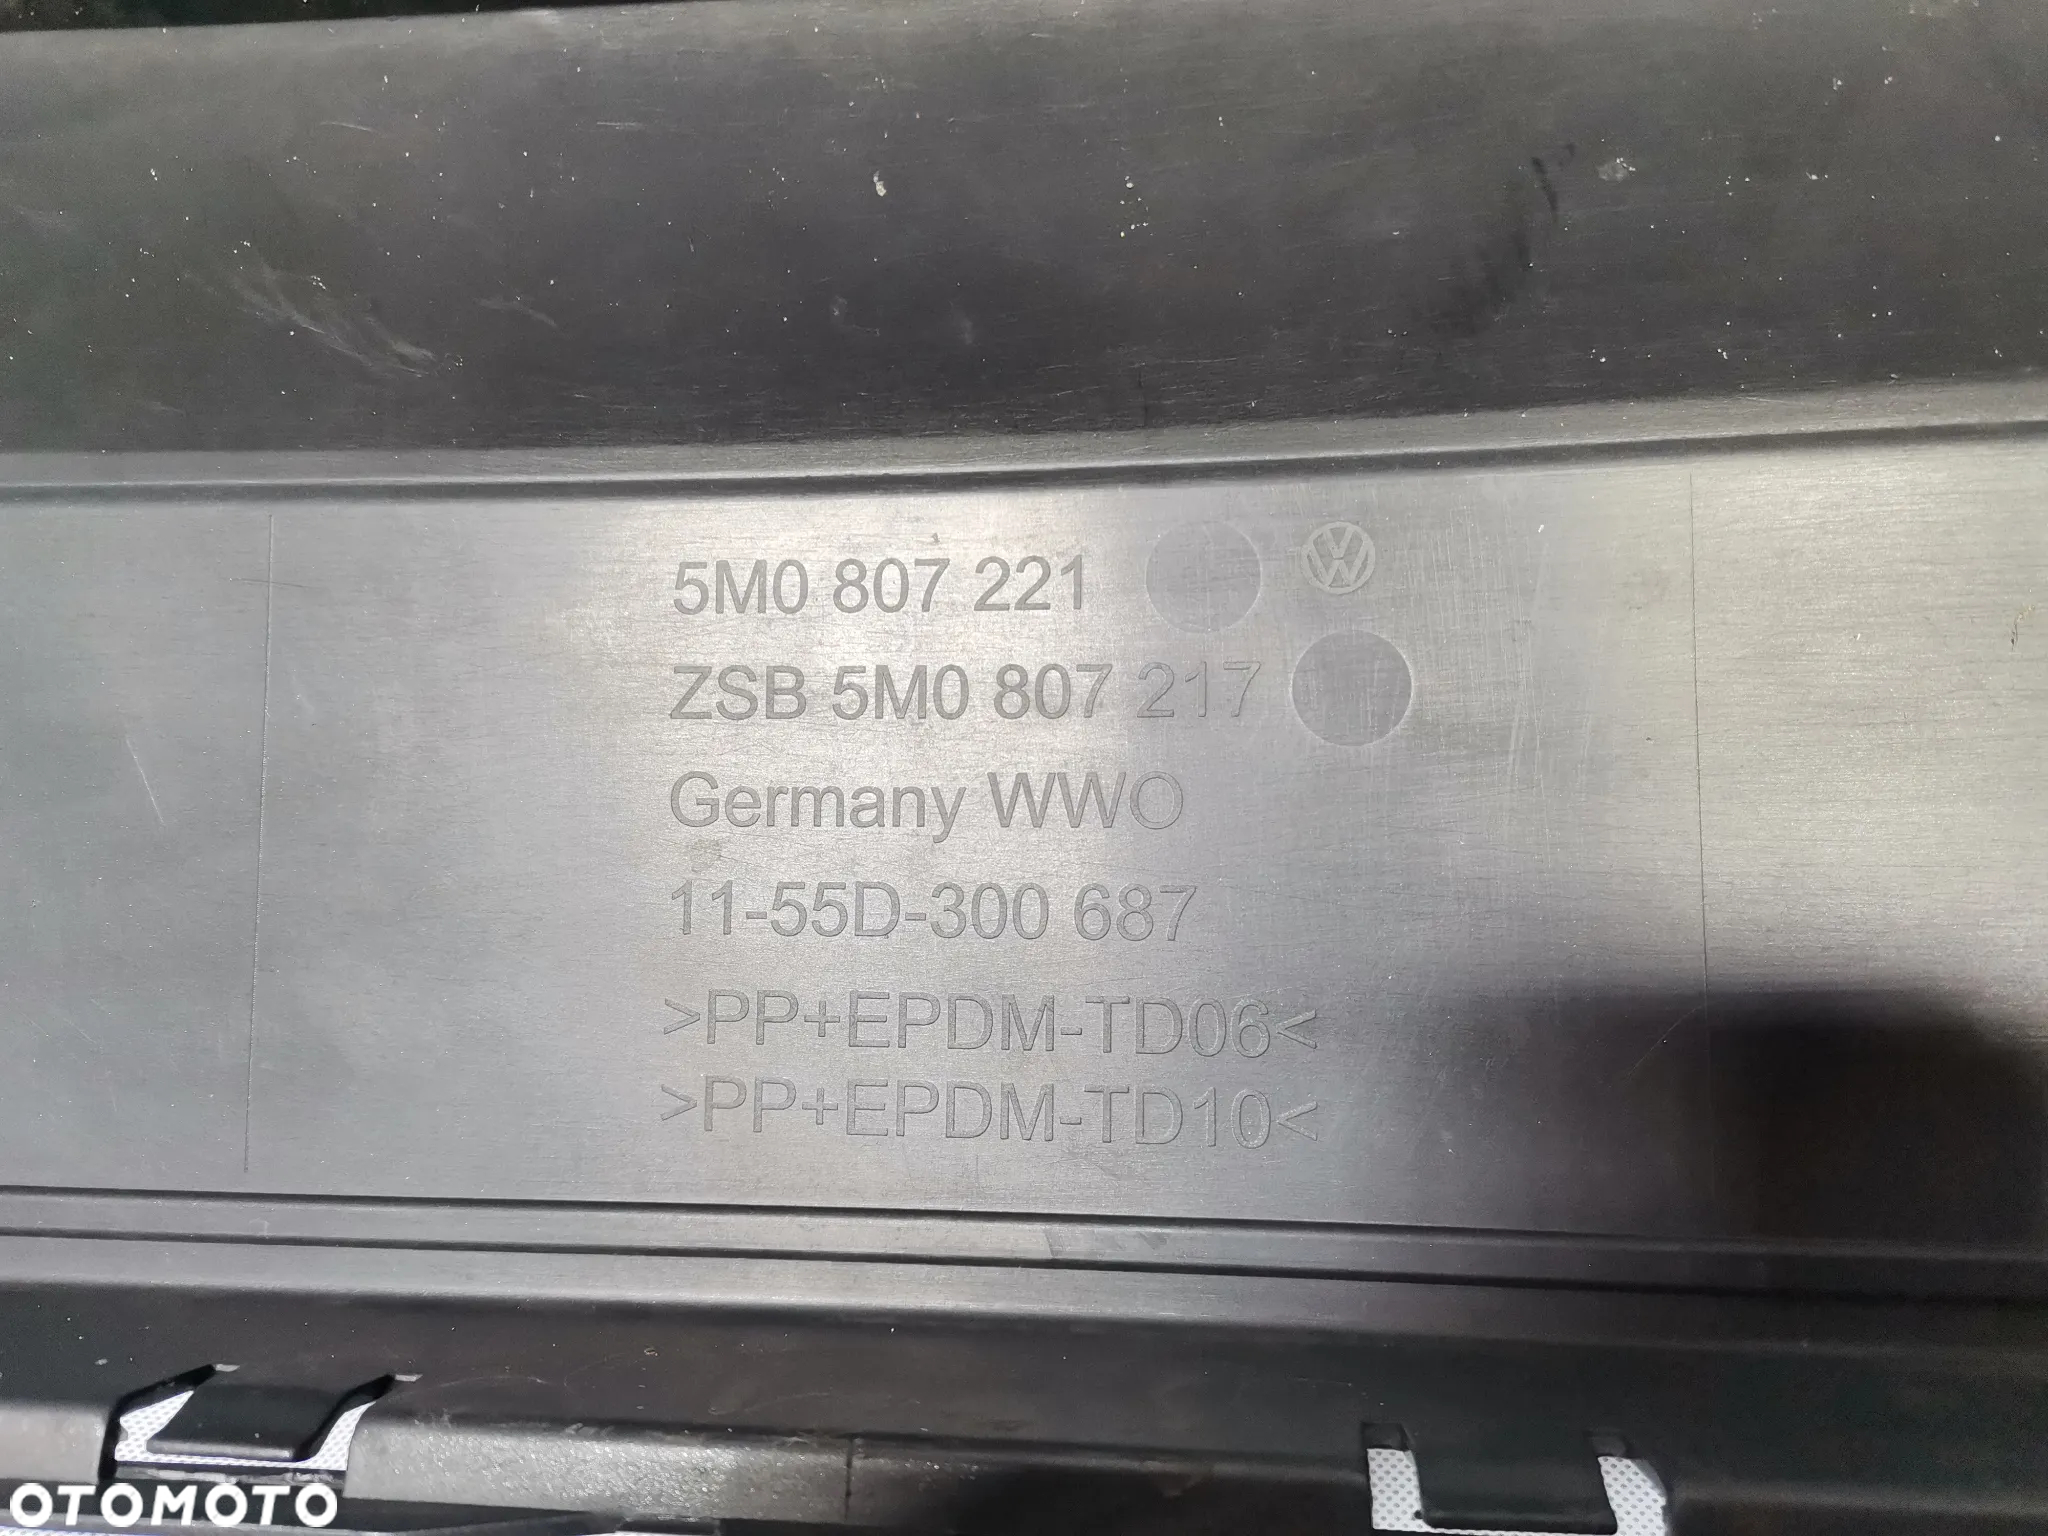 5M0 807 221
ZSB 5M0 807 217
Germany WWO
11-55D-300 687
>PP+EPDM-TD06<
>PP+EPDM-TD10<
OTOMOTO